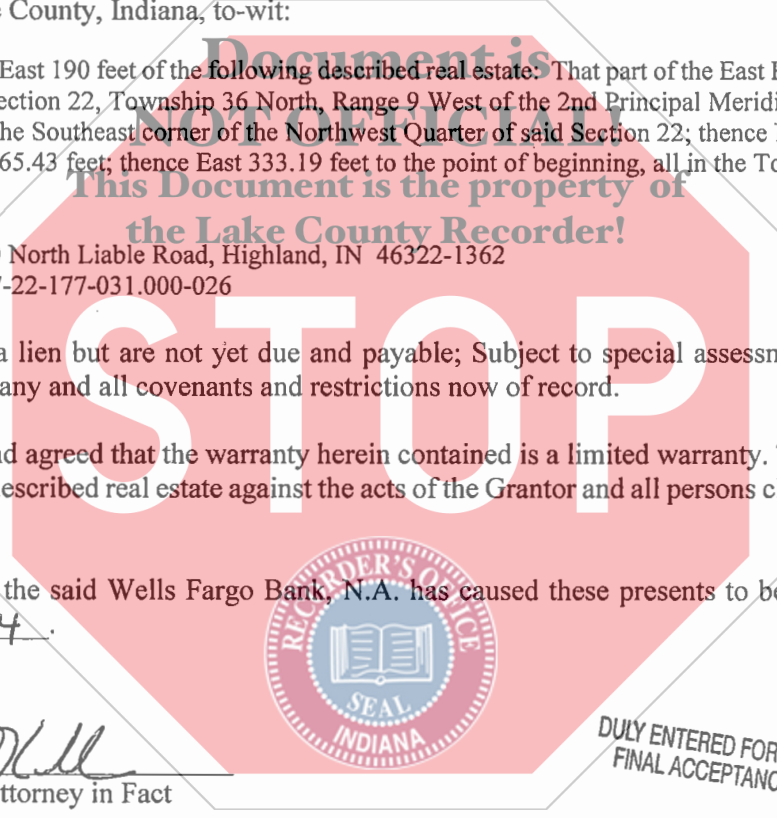 County, Indiana, to-wit:
Document is
East 190 feet of the following described real estate: That part of the East
ection 22, Township 36 North, Range 9 West of the 2nd Principal Meridi
NOT OFFICIAL!
he Southeast corner of the Northwest Quarter of said Section 22; thence
65.43 feet; thence East 333.19 feet to the point of beginning, all in the To
This Document is the property of
the Lake County Recorder!
North Liable Road, Highland, IN 46322-1362
-22-177-031.000-026
STOP
a lien but are not yet due and payable; Subject to special assessm
any and all covenants and restrictions now of record.
nd agreed that the warranty herein contained is a limited warranty.
escribed real estate against the acts of the Grantor and all persons c
the said Wells Fargo Bank, N.A. has caused these presents to be
4.
RECORDER'S OFFICE
SEAL
INDIANA
DULY ENTERED FOR
FINAL ACCEPTANC
ttorney in Fact